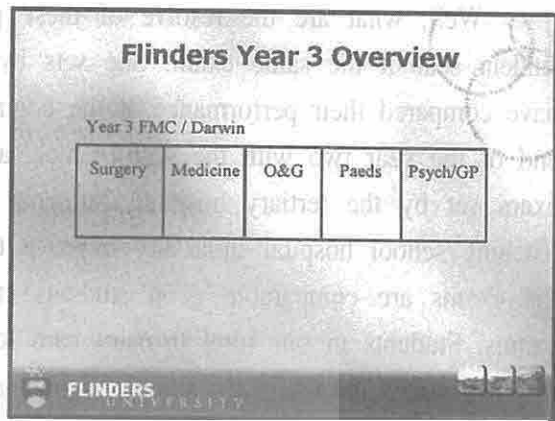 Flinders Year 3 Overview
Year 3 FMC / Darwin
Surgery Medicine O&G Paeds Psych/GP
FLINDERS
UNIVERSITY